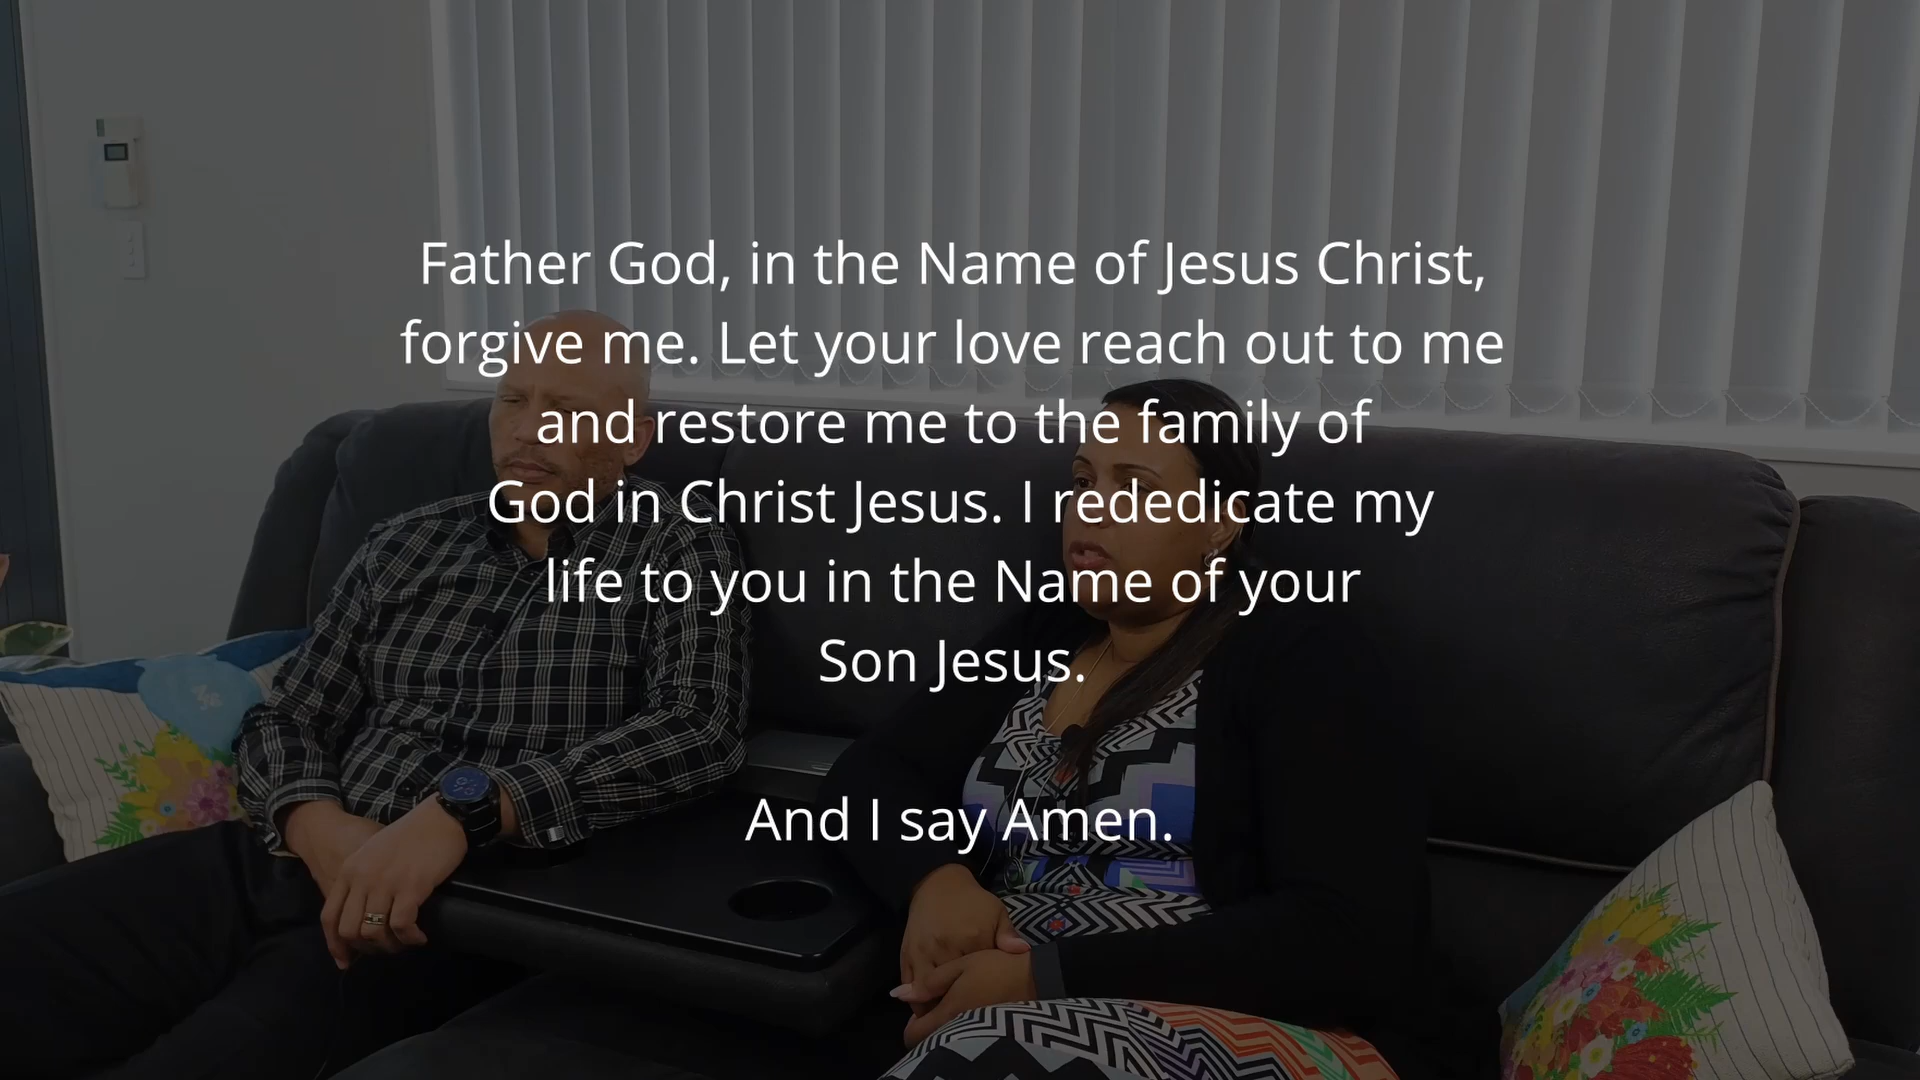 Father God, in the Name of Jesus Christ,
forgive me. Let your love reach out to me
and restore me to the family of
God in Christ Jesus. I rededicate my
life to you in the Name of your
Son Jesus.
And I say Amen.